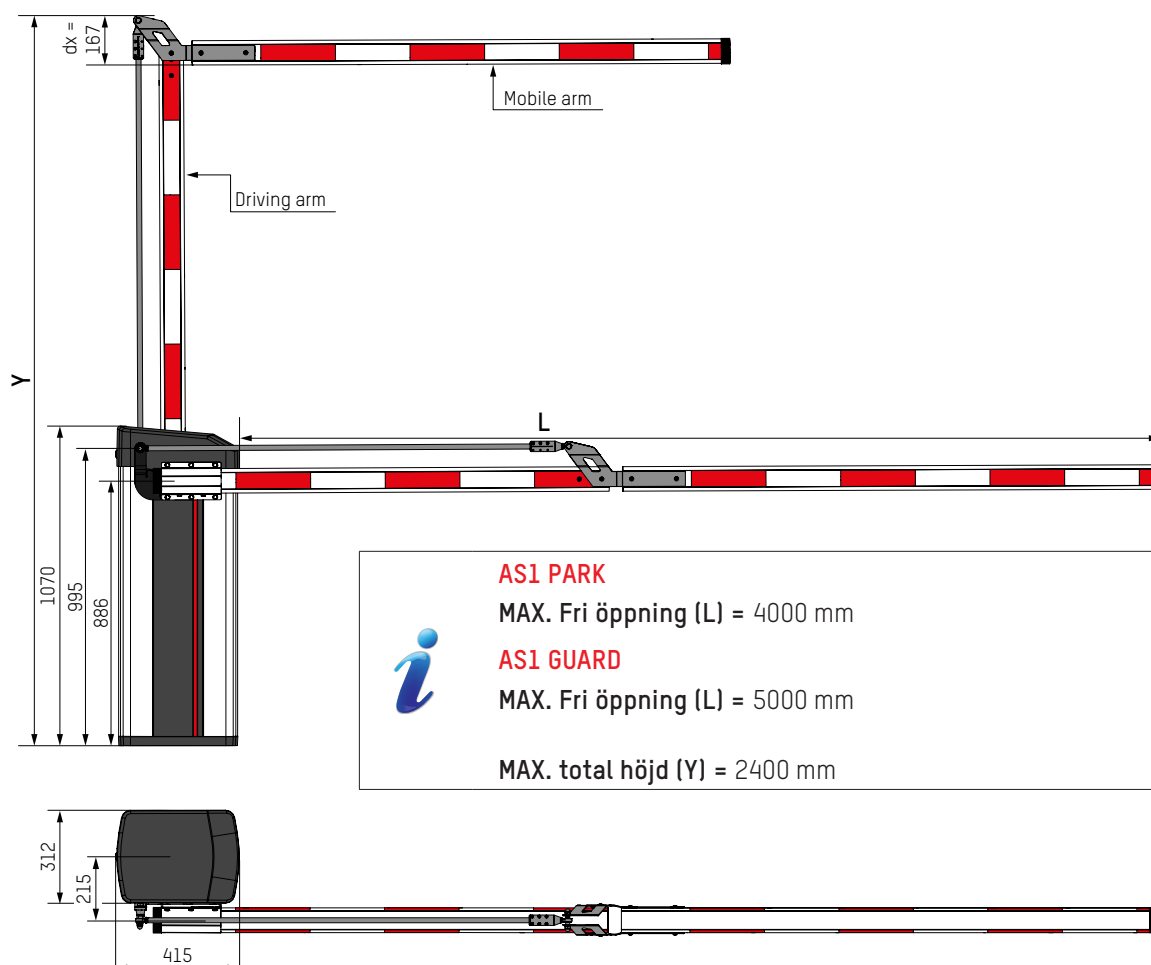 dx =
167
Mobile arm
Driving arm
Y
L
1070
995
886
AS1 PARK
MAX. Fri öppning (L) = 4000 mm
AS1 GUARD
MAX. Fri öppning (L) = 5000 mm
i
MAX. total höjd (Y) = 2400 mm
312
215
415